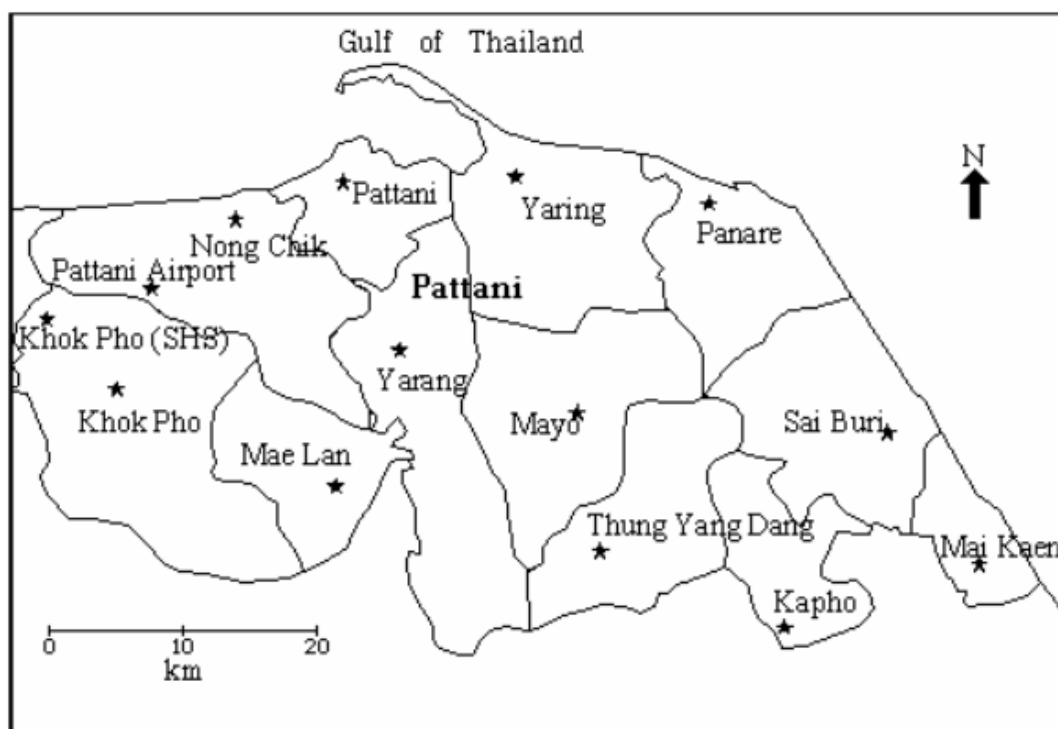 Gulf of Thailand
N
Pattani
Yaring
Panare
Nong Chik
Pattani Airport
Pattani
Khok Pho (SHS)
Yarang
Khok Pho
Mayo
Sai Buri
Mae Lan
Thung Yang Dang
Mai Kaen
Kapho
0 10 20
km